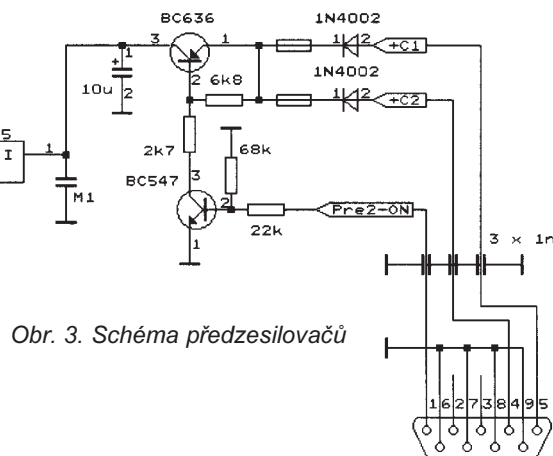 BC636
1N4002
3
1
1
2
+C1
1
+
10u
2
2
6k8
1N4002
1
2
+C2
5
I
1
2k7
68k
M1
BC547
3
2
22k
Pre2-ON
1
3 x 1n
Obr. 3. Schéma předzesilovačů
1 6 2 7 3 8 4 9 5